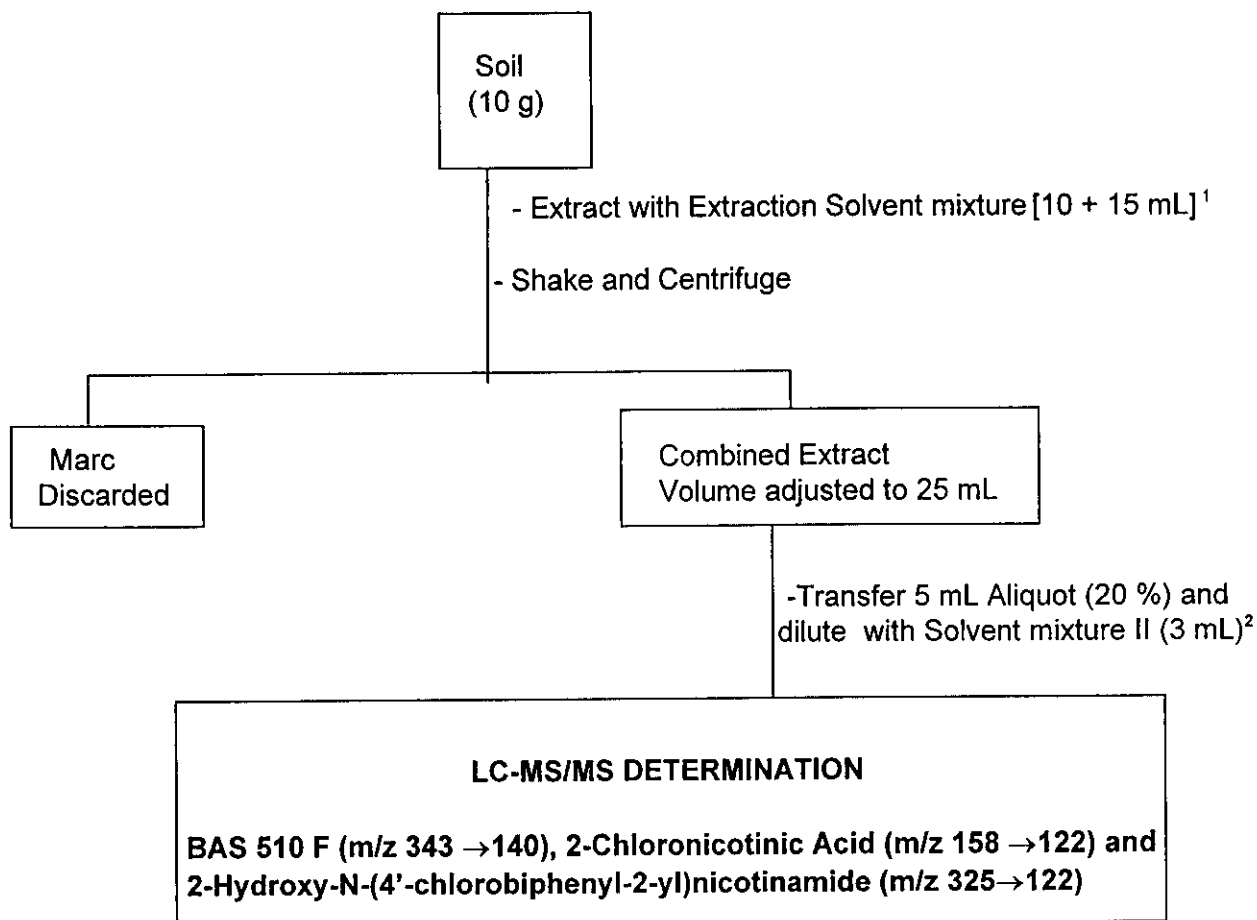 Soil
(10 g)
- Extract with Extraction Solvent mixture [10 + 15 mL] ¹
- Shake and Centrifuge
Marc
Discarded
Combined Extract
Volume adjusted to 25 mL
-Transfer 5 mL Aliquot (20 %) and
dilute with Solvent mixture II (3 mL)²
LC-MS/MS DETERMINATION
BAS 510 F (m/z 343 →140), 2-Chloronicotinic Acid (m/z 158 →122) and
2-Hydroxy-N-(4'-chlorobiphenyl-2-yl)nicotinamide (m/z 325→122)